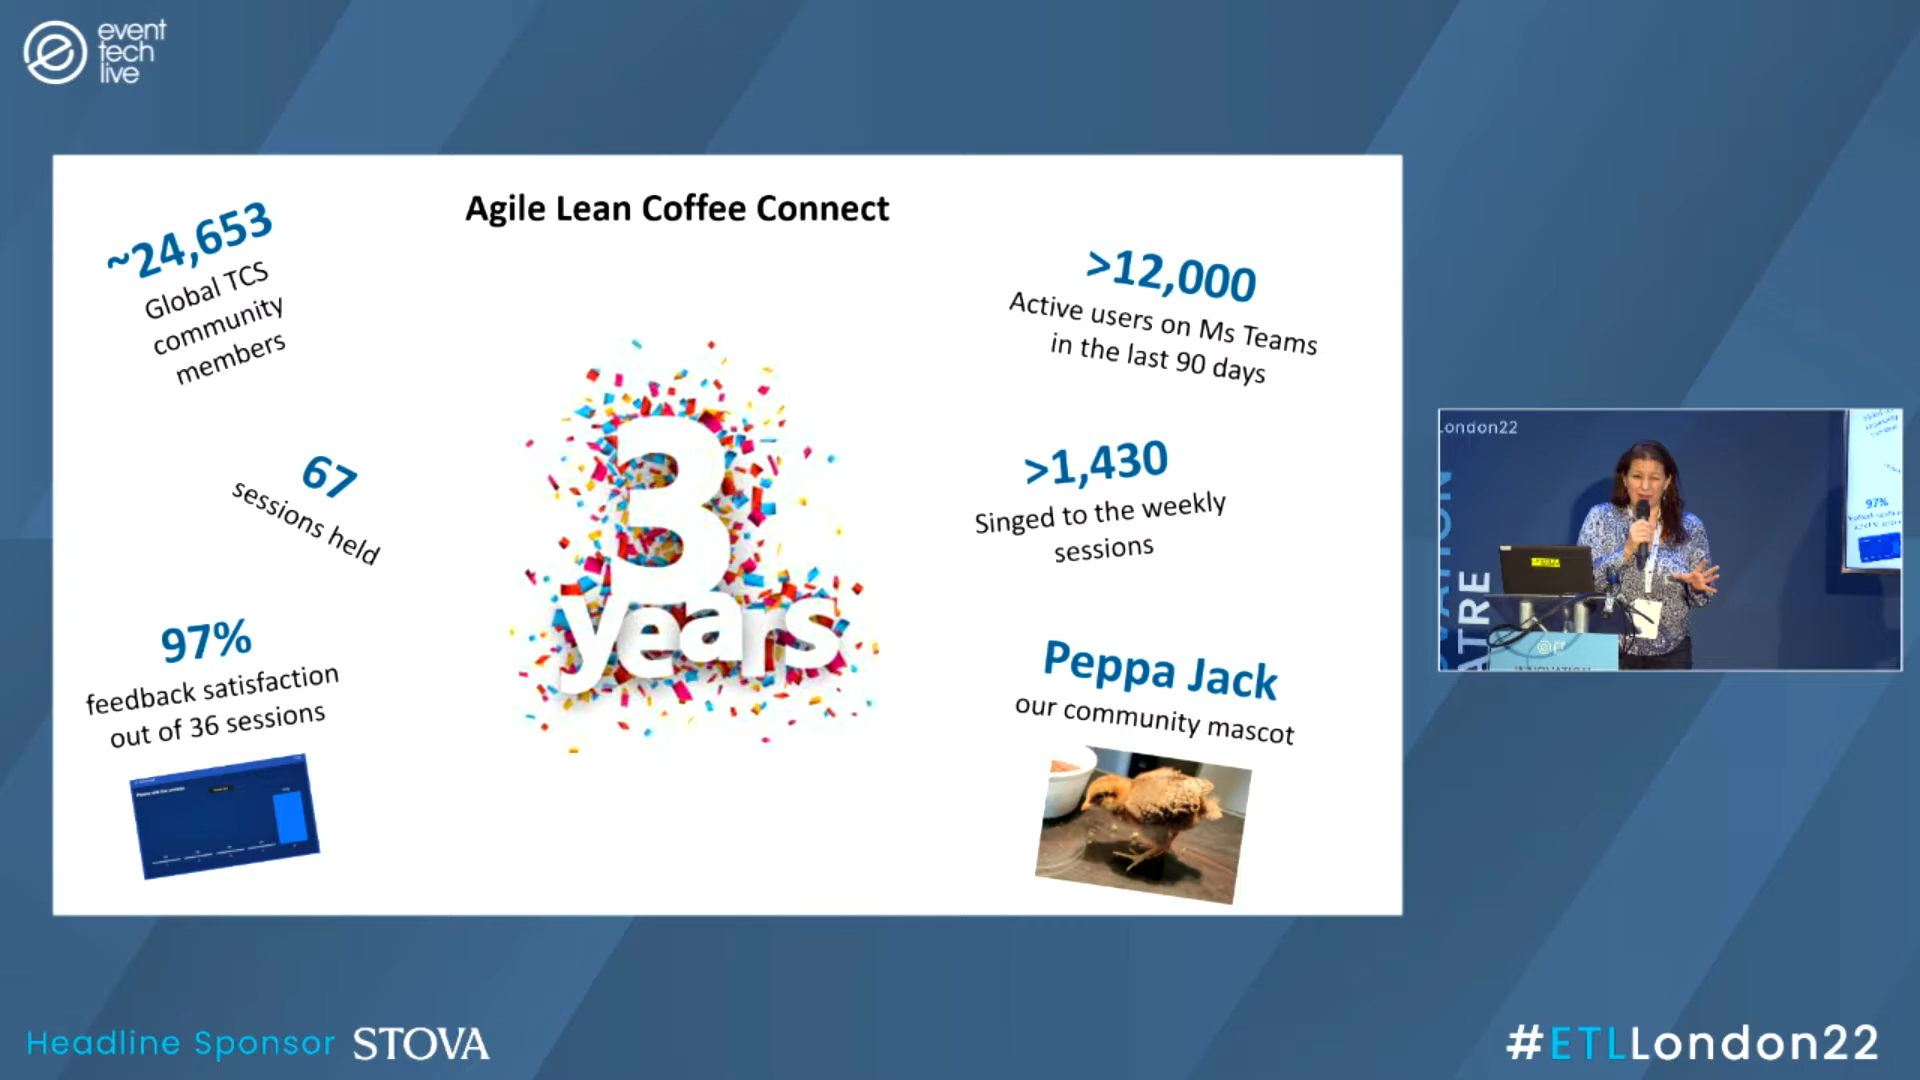 event
tech
live
Agile Lean Coffee Connect
~24,653
Global TCS
community
members
67
sessions held
97%
feedback satisfaction
out of 36 sessions
3
years
>12,000
Active users on Ms Teams
in the last 90 days
>1,430
Singed to the weekly
sessions
Peppa Jack
our community mascot
London22
ATRE
97%
Headline Sponsor STOVA
#ETLLondon22